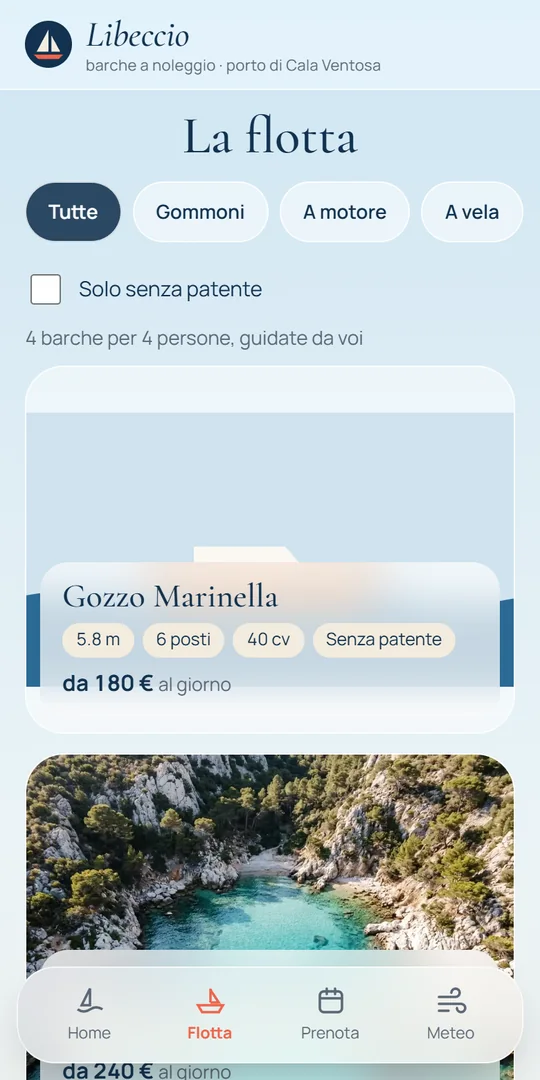 Libeccio
barche a noleggio · porto di Cala Ventosa
La flotta
Tutte Gommoni A motore A vela
Solo senza patente
4 barche per 4 persone, guidate da voi
Gozzo Marinella
5.8 m 6 posti 40 cv Senza patente
da 180 € al giorno
Home Flotta Prenota Meteo
da 240 € al giorno